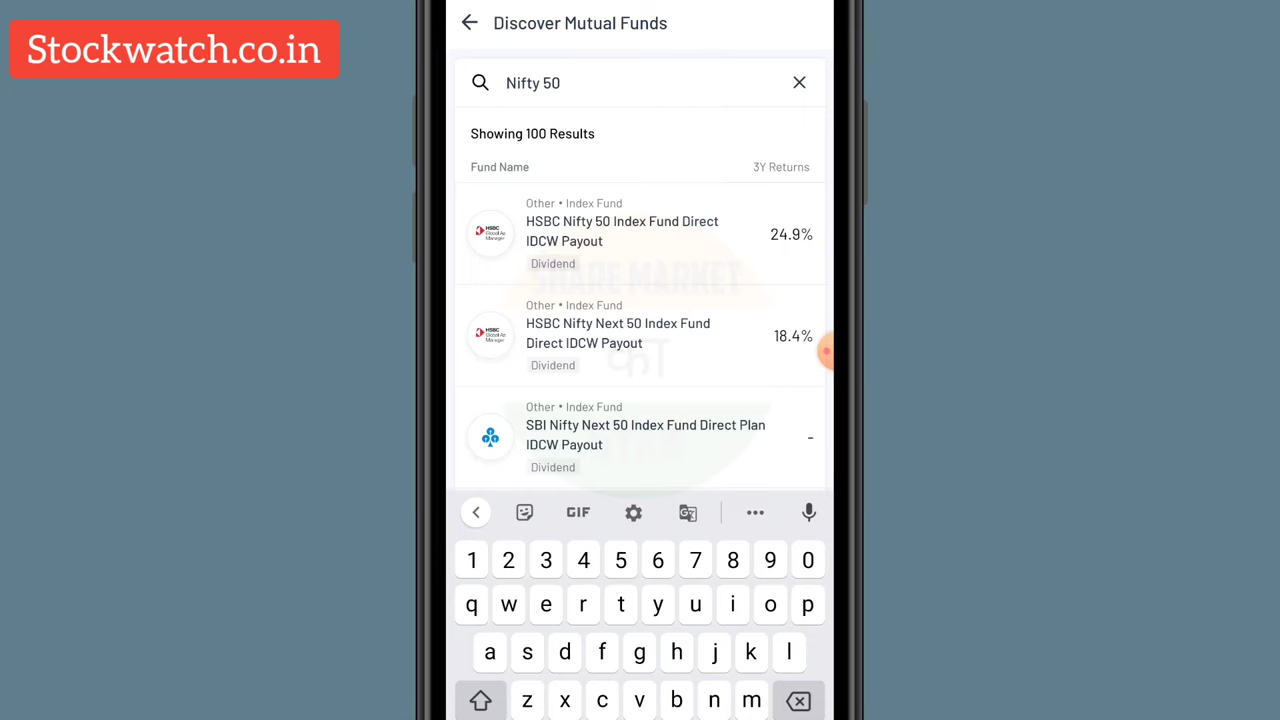 Stockwatch.co.in
Discover Mutual Funds
Nifty 50
Showing 100 Results
Fund Name
3Y Returns
Other • Index Fund
HSBC Nifty 50 Index Fund Direct
IDCW Payout
24.9%
Dividend
SHARE MARKET
Other • Index Fund
HSBC Nifty Next 50 Index Fund
Direct IDCW Payout
18.4%
Dividend
का
Other • Index Fund
SBI Nifty Next 50 Index Fund Direct Plan
IDCW Payout
-
Dividend
GIF
1 2 3 4 5 6 7 8 9 0
q w e r t y u i o p
a s d f g h j k l
z x c v b n m